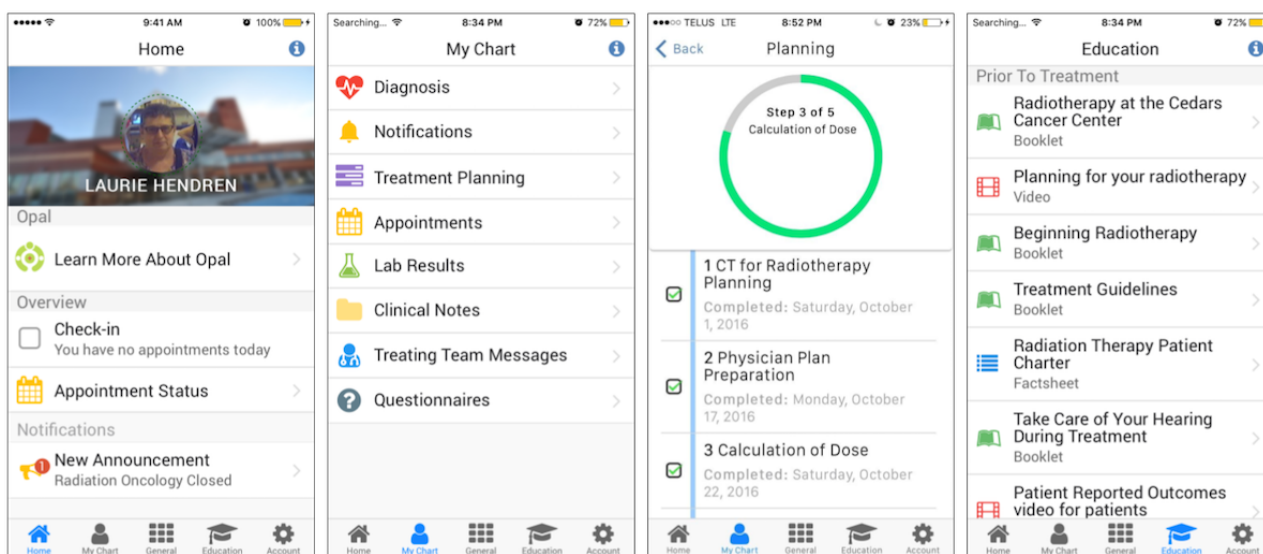 9:41 AM
100%
Home
LAURIE HENDREN
Opal
Learn More About Opal
Overview
Check-in
You have no appointments today
Appointment Status
Notifications
1
New Announcement
Radiation Oncology Closed
Home
My Chart
General
Education
Account
Searching...
8:34 PM
72%
My Chart
Diagnosis
Notifications
Treatment Planning
Appointments
Lab Results
Clinical Notes
Treating Team Messages
Questionnaires
Home
My Chart
General
Education
Account
TELUS LTE
8:52 PM
23%
Back
Planning
Step 3 of 5
Calculation of Dose
1 CT for Radiotherapy
Planning
Completed: Saturday, October
1, 2016
2 Physician Plan
Preparation
Completed: Monday, October
17, 2016
3 Calculation of Dose
Completed: Saturday, October
22, 2016
Home
My Chart
General
Education
Account
Searching...
8:34 PM
72%
Education
Prior To Treatment
Radiotherapy at the Cedars
Cancer Center
Booklet
Planning for your radiotherapy
Video
Beginning Radiotherapy
Booklet
Treatment Guidelines
Booklet
Radiation Therapy Patient
Charter
Factsheet
Take Care of Your Hearing
During Treatment
Booklet
Patient Reported Outcomes
video for patients
Home
My Chart
General
Education
Account